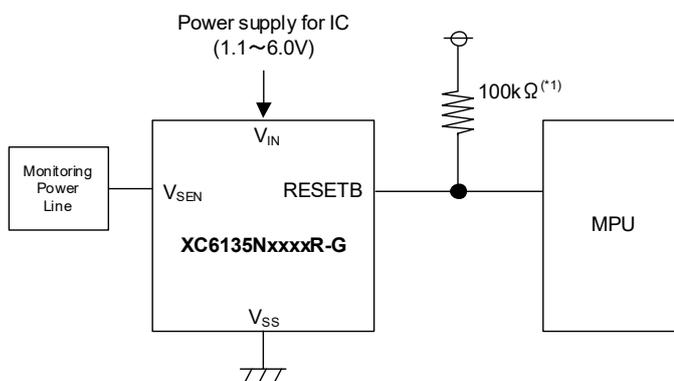 Power supply for IC
(1.1～6.0V)
100kΩ(*1)
VIN
Monitoring
Power
Line
VSEN
RESETB
MPU
XC6135NxxxxR-G
VSS